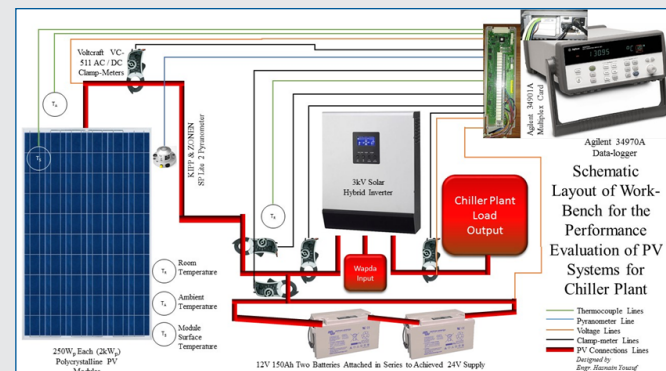 Voltcraft VC-
511 AC / DC
Clamp-Meters
KIPP & ZONEN
SP Lite 2 Pyranometer
3kV Solar
Hybrid Inverter
Chiller Plant
Load
Output
Wapda
Input
Agilent 34901A
Multiplex Card
Agilent 34970A
Data-logger
Schematic
Layout of Work-
Bench for the
Performance
Evaluation of PV
Systems for
Chiller Plant
Room
Temperature
Ambient
Temperature
Module
Surface
Temperature
250Wp Each (2kWp)
Polycrystalline PV
Modules
12V 150Ah Two Batteries Attached in Series to Achieved 24V Supply
Thermocouple Lines
Pyranometer Line
Voltage Lines
Clamp-meter Lines
PV Connections Lines
Designed by
Engr. Hasnain Yousaf